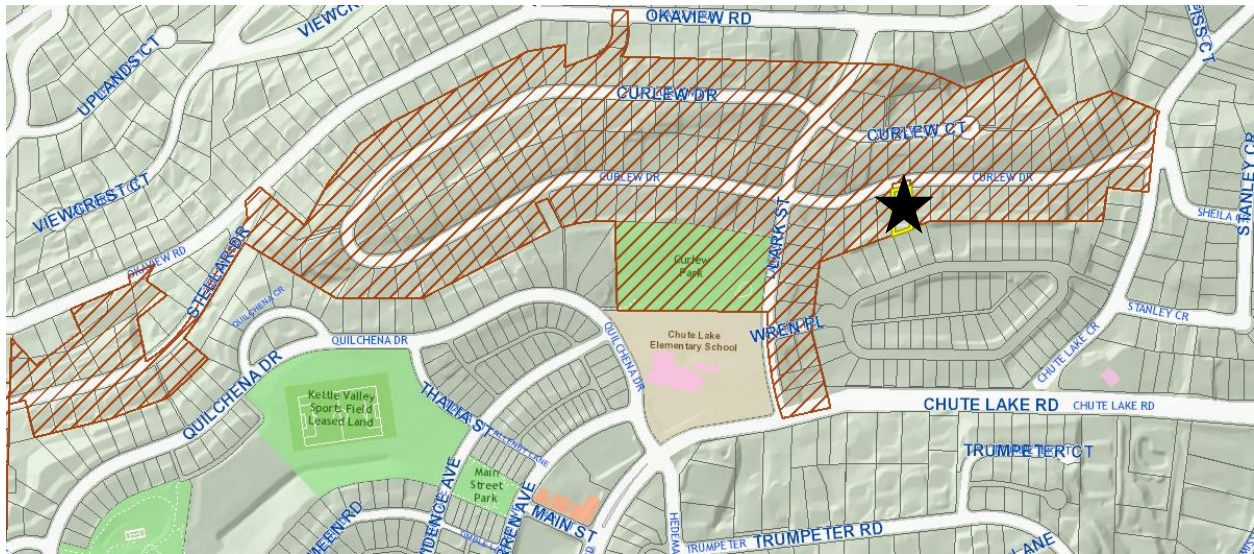 OKAVIEW RD
UPLANDS CT
CURLEW DR
CURLEW CT
CURLEW DR
CURLEW DR
VIEWCREST CT
STANLEY CR
LARK ST
Curlew
Park
OKAVIEW RD
STELLAR DR
QUILCHENA CR
QUILCHENA DR
QUILCHENA DR
QUILCHENA DR
WREN PL
Chute Lake
Elementary School
STANLEY CR
CHUTE LAKE CR
CHUTE LAKE RD
CHUTE LAKE RD
Kettle Valley
Sports Field
Leased Land
THALIA ST
Main
Street
Park
MAIN ST
TRUMPETER CT
TRUMPETER RD
TRUMPETER